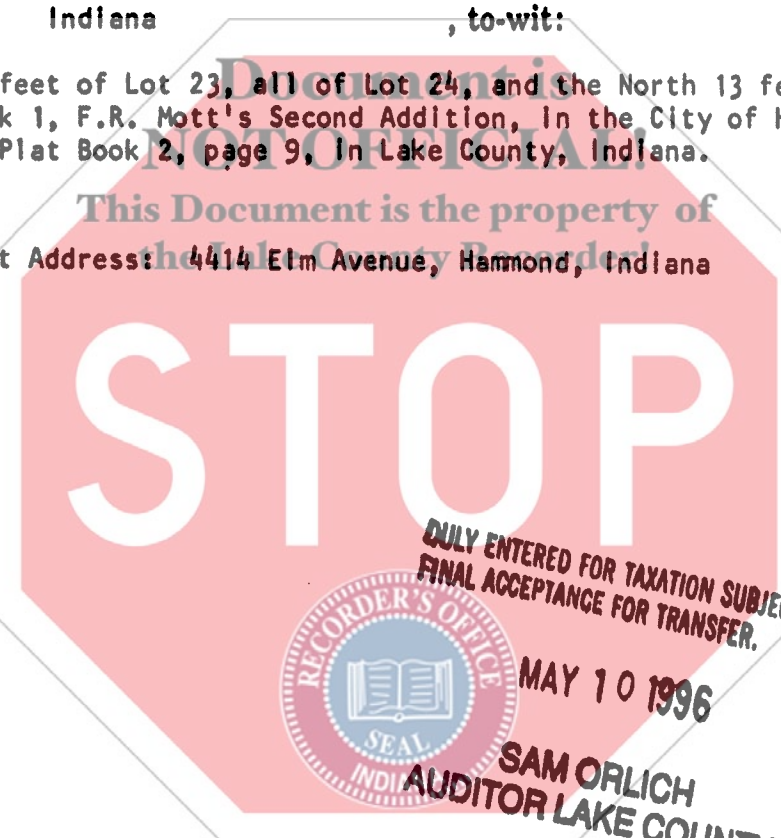 Indiana , to-wit:
Document is
feet of Lot 23, all of Lot 24, and the North 13 fe
k 1, F.R. Mott's Second Addition, in the City of H
NOT OFFICIAL!
Plat Book 2, page 9, in Lake County, Indiana.
This Document is the property of
the Lake County Recorder!
t Address: 4414 Elm Avenue, Hammond, Indiana
STOP
DULY ENTERED FOR TAXATION SUBJE
FINAL ACCEPTANCE FOR TRANSFER.
MAY 10 1996
SAM ORLICH
AUDITOR LAKE COUNT
RECORDER'S OFFICE
SEAL